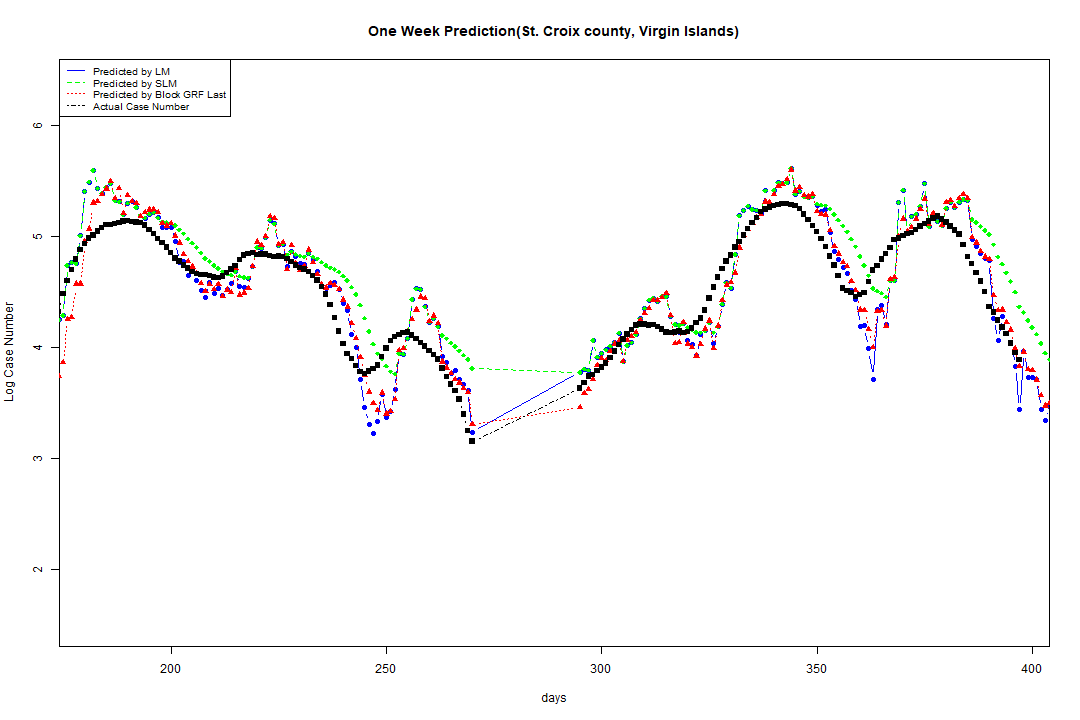 One Week Prediction(St. Croix county, Virgin Islands)
Predicted by LM
Predicted by SLM
Predicted by Block GRF Last
Actual Case Number
6
5
4
3
2
Log Case Number
200 250 300 350 400
days